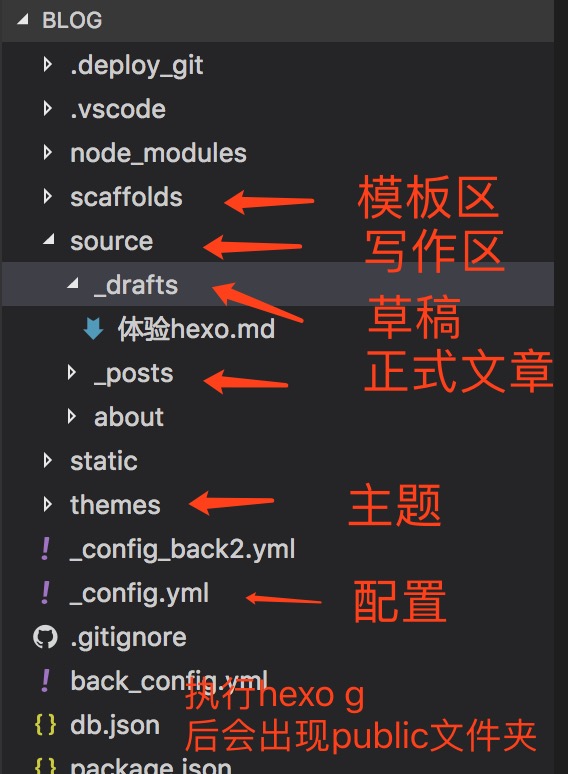 BLOG
.deploy_git
.vscode
node_modules
scaffolds 模板区
source 写作区
_drafts 草稿
体验hexo.md
_posts 正式文章
about
static
themes 主题
_config_back2.yml
_config.yml 配置
.gitignore
back_config.yml
执行hexo g
db.json
后会出现public文件夹
package.json